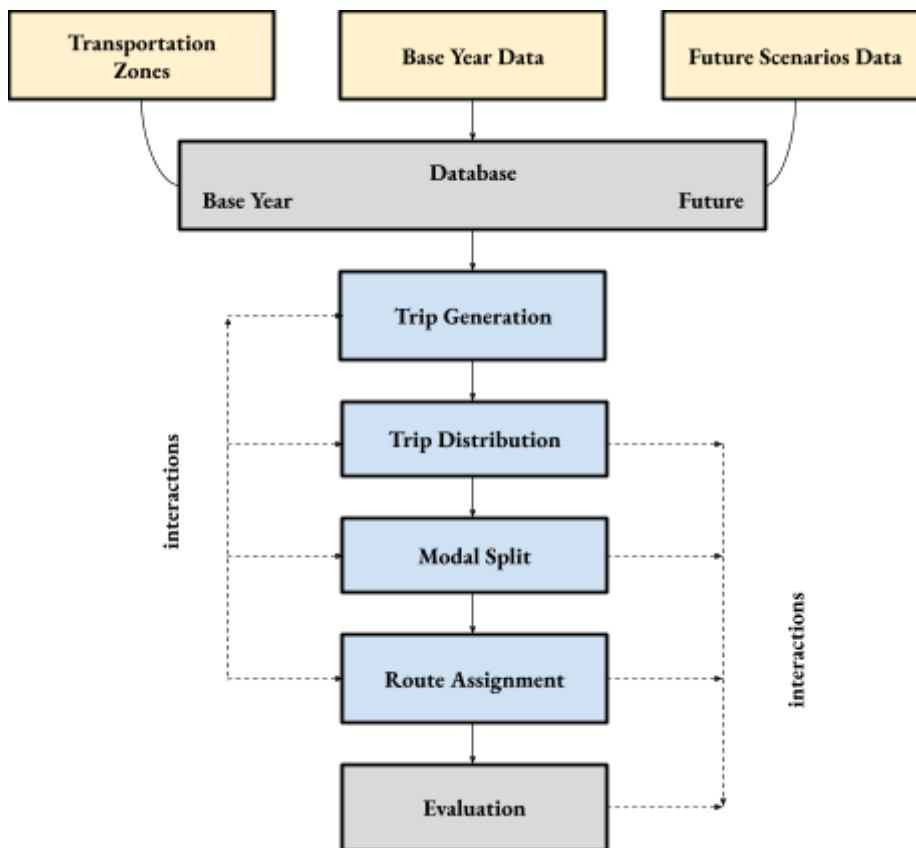 Transportation
Zones
Base Year Data
Future Scenarios Data
Database
Base Year
Future
Trip Generation
Trip Distribution
interactions
Modal Split
interactions
Route Assignment
Evaluation